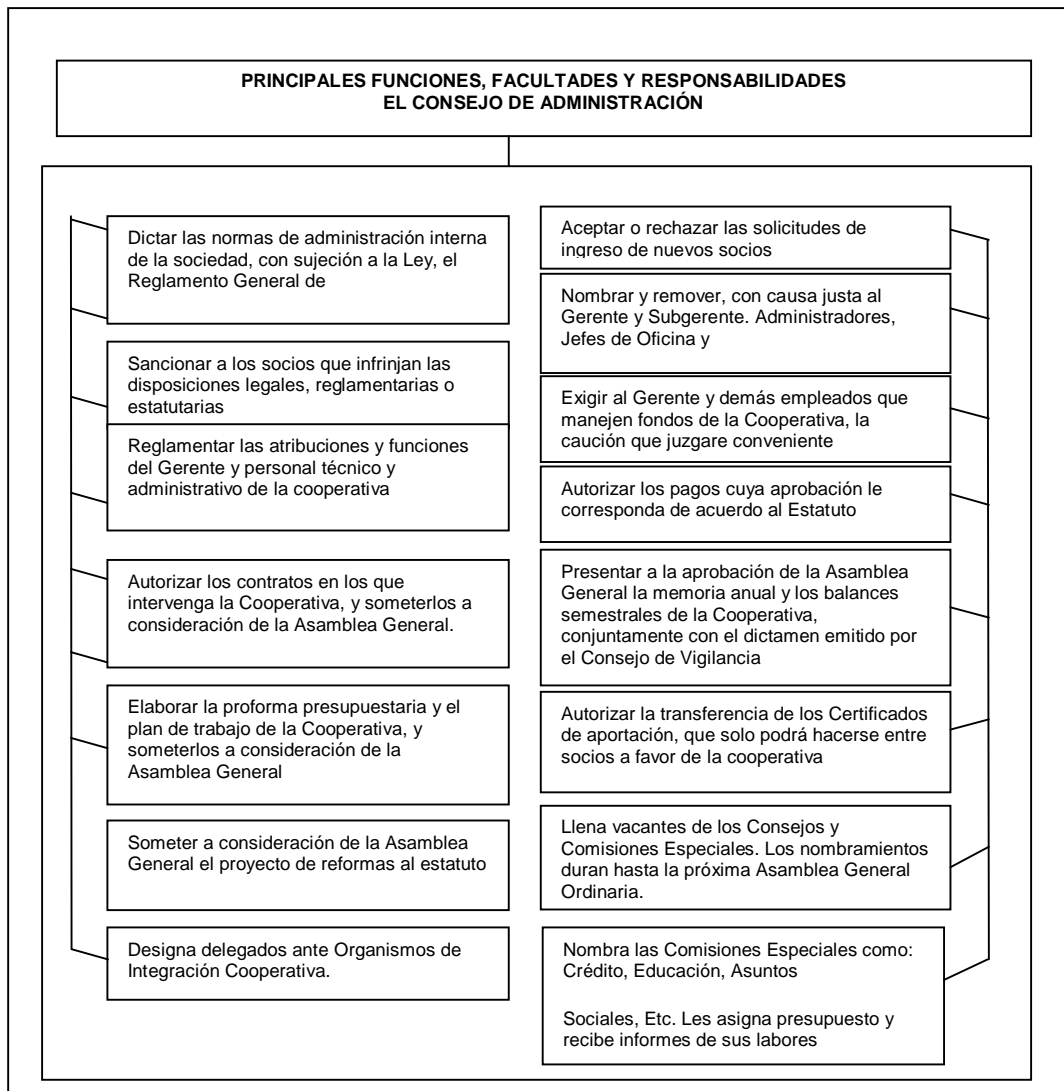 PRINCIPALES FUNCIONES, FACULTADES Y RESPONSABILIDADES
EL CONSEJO DE ADMINISTRACIÓN
Dictar las normas de administración interna
de la sociedad, con sujeción a la Ley, el
Reglamento General de
Sancionar a los socios que infrinjan las
disposiciones legales, reglamentarias o
estatutarias
Reglamentar las atribuciones y funciones
del Gerente y personal técnico y
administrativo de la cooperativa
Autorizar los contratos en los que
intervenga la Cooperativa, y someterlos a
consideración de la Asamblea General.
Elaborar la proforma presupuestaria y el
plan de trabajo de la Cooperativa, y
someterlos a consideración de la
Asamblea General
Someter a consideración de la Asamblea
General el proyecto de reformas al estatuto
Designa delegados ante Organismos de
Integración Cooperativa.
Aceptar o rechazar las solicitudes de
ingreso de nuevos socios
Nombrar y remover, con causa justa al
Gerente y Subgerente. Administradores,
Jefes de Oficina y
Exigir al Gerente y demás empleados que
manejen fondos de la Cooperativa, la
caución que juzgare conveniente
Autorizar los pagos cuya aprobación le
corresponda de acuerdo al Estatuto
Presentar a la aprobación de la Asamblea
General la memoria anual y los balances
semestrales de la Cooperativa,
conjuntamente con el dictamen emitido por
el Consejo de Vigilancia
Autorizar la transferencia de los Certificados
de aportación, que solo podrá hacerse entre
socios a favor de la cooperativa
Llena vacantes de los Consejos y
Comisiones Especiales. Los nombramientos
duran hasta la próxima Asamblea General
Ordinaria.
Nombra las Comisiones Especiales como:
Crédito, Educación, Asuntos
Sociales, Etc. Les asigna presupuesto y
recibe informes de sus labores